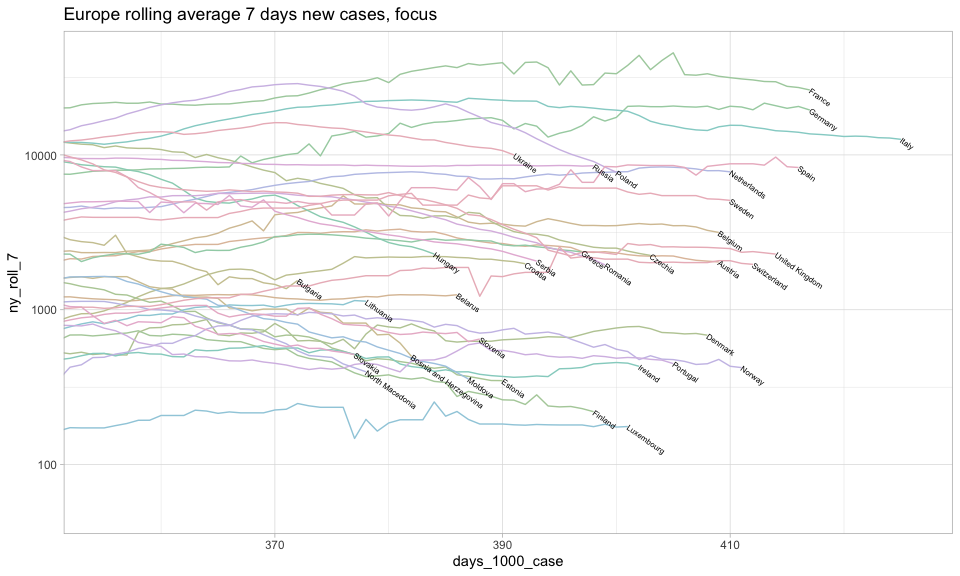 Europe rolling average 7 days new cases, focus
ny_roll_7
10000
1000
100
France
Germany
Italy
Ukraine
Russia
Poland
Netherlands
Spain
Sweden
Belgium
United Kingdom
Hungary
Serbia
Croatia
Greece
Romania
Czechia
Austria
Switzerland
Bulgaria
Lithuania
Belarus
Slovenia
Denmark
Slovakia
North Macedonia
Bosnia and Herzegovina
Moldova
Estonia
Ireland
Portugal
Norway
Finland
Luxembourg
370
390
410
days_1000_case